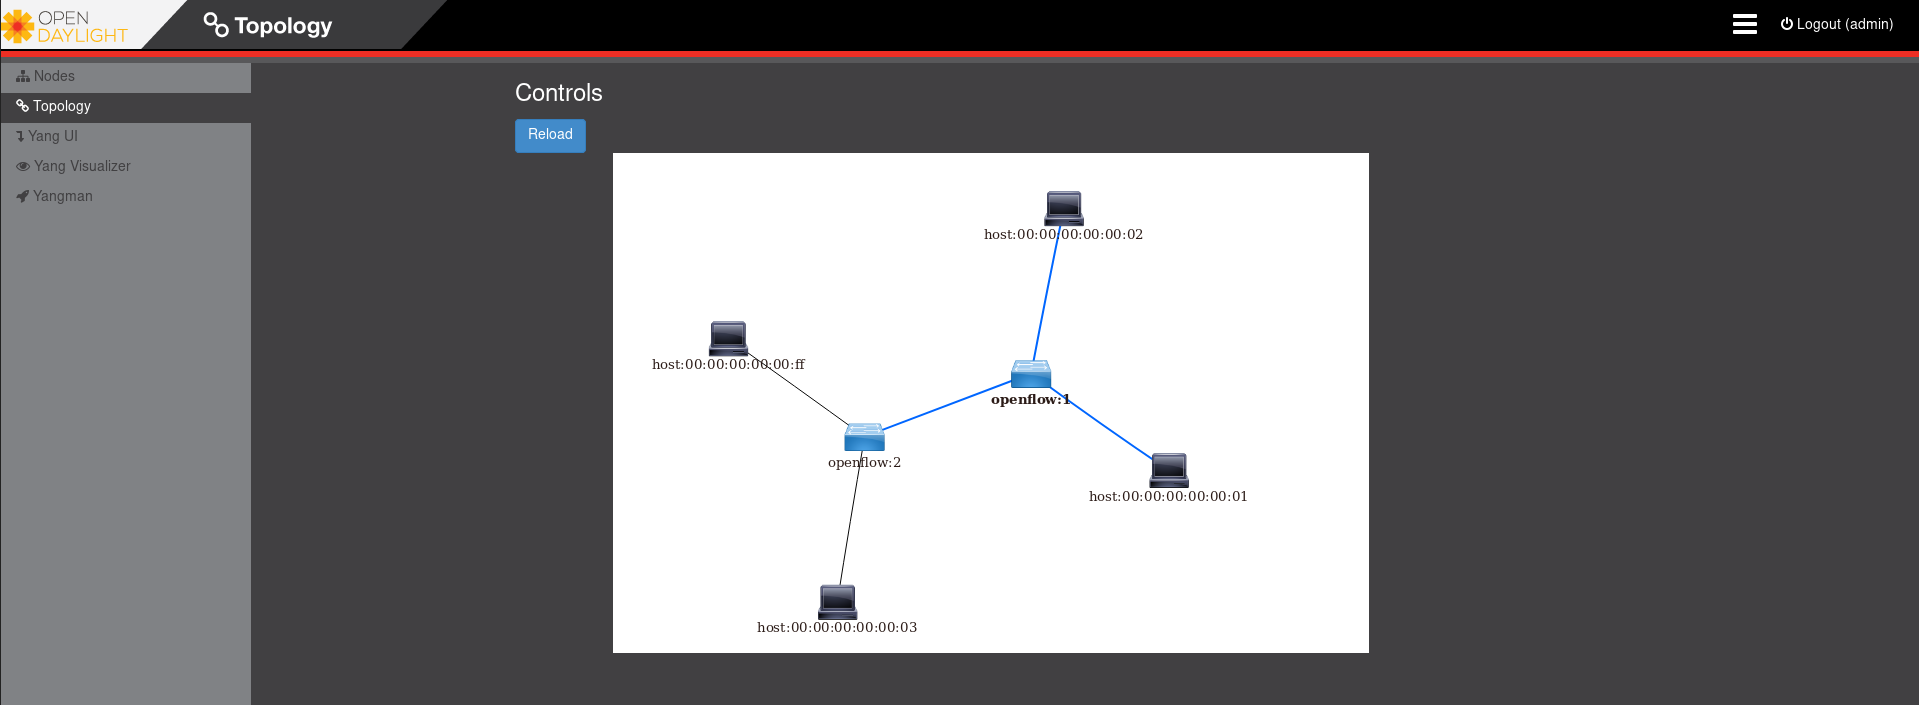 OPEN
DAYLIGHT
Topology
Logout (admin)
Nodes
Topology
Yang UI
Yang Visualizer
Yangman
Controls
Reload
host:00:00:00:00:00:02
host:00:00:00:00:00:ff
openflow:1
openflow:2
host:00:00:00:00:00:01
host:00:00:00:00:00:03